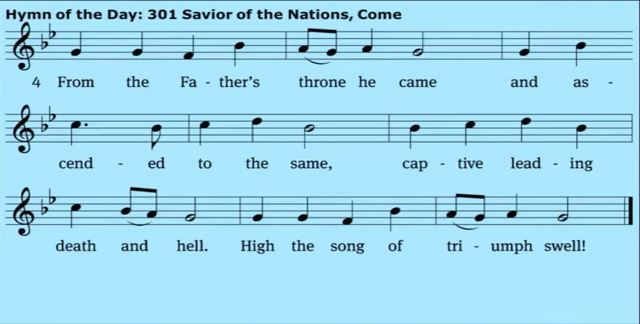 Hymn of the Day: 301 Savior of the Nations, Come
4 From the Fa - ther's throne he came and as -
cend - ed to the same, cap - tive lead - ing
death and hell. High the song of tri - umph swell!